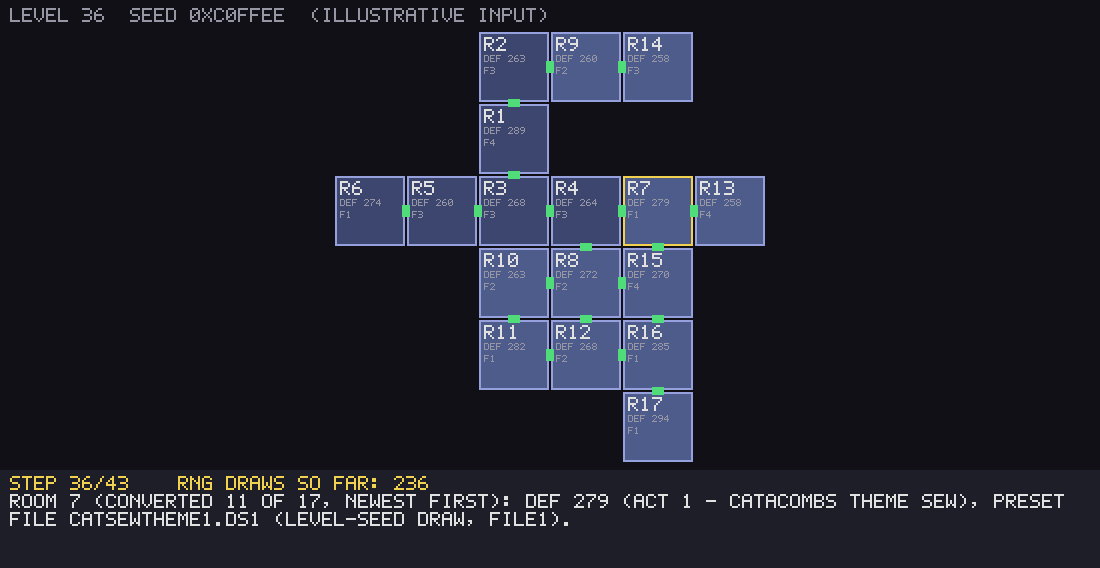 LEVEL 36  SEED 0XC0FFEE  (ILLUSTRATIVE INPUT)
R2 R9 R14
DEF 263 DEF 260 DEF 258
F3 F2 F3
R1
DEF 289
F4
R6 R5 R3 R4 R7 R13
DEF 274 DEF 260 DEF 268 DEF 264 DEF 279 DEF 258
F1 F3 F3 F3 F1 F4
R10 R8 R15
DEF 263 DEF 272 DEF 270
F2 F2 F4
R11 R12 R16
DEF 282 DEF 268 DEF 285
F1 F2 F1
R17
DEF 294
F1
STEP 36/43    RNG DRAWS SO FAR: 236
ROOM 7 (CONVERTED 11 OF 17, NEWEST FIRST): DEF 279 (ACT 1 - CATACOMBS THEME SEW), PRESET
FILE CATSEWTHEME1.DS1 (LEVEL-SEED DRAW, FILE1).